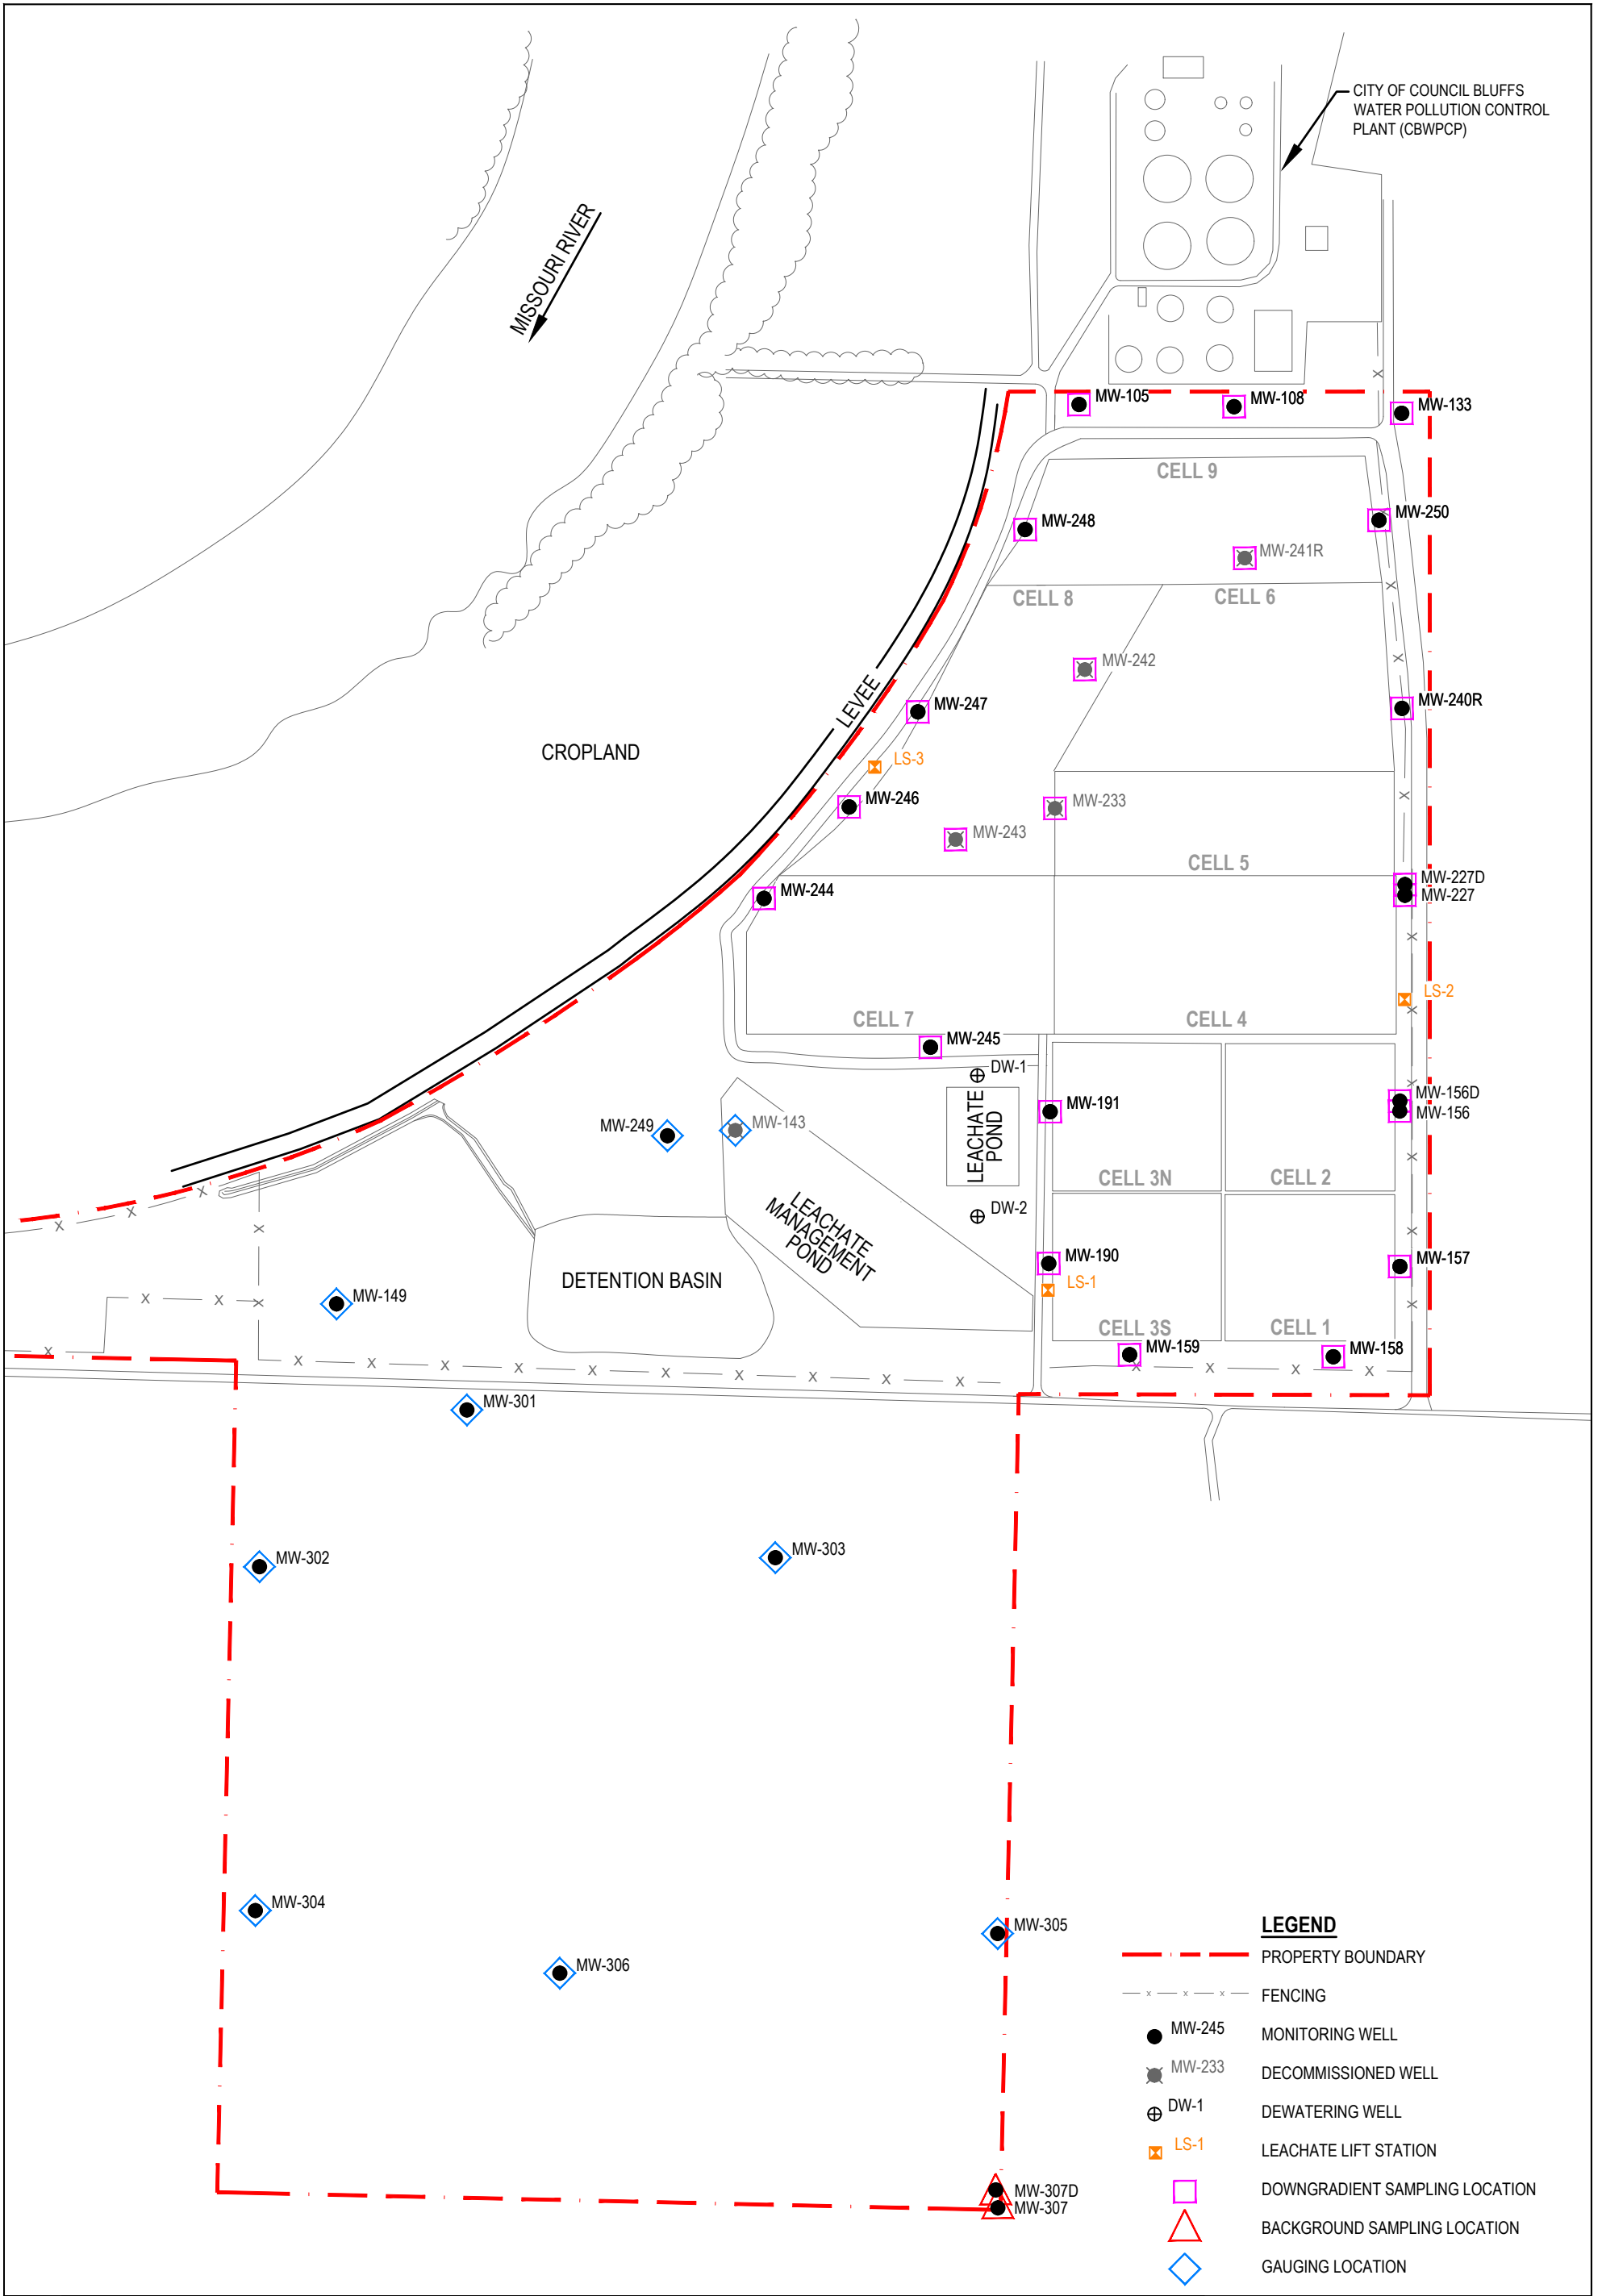 CITY OF COUNCIL BLUFFS
WATER POLLUTION CONTROL
PLANT (CBWPCP)
MISSOURI RIVER
MW-105
MW-108
MW-133
CELL 9
MW-248
MW-250
MW-241R
CELL 8
CELL 6
MW-242
LEVEE
MW-247
MW-240R
CROPLAND
LS-3
MW-246
MW-233
MW-243
CELL 5
MW-227D
MW-244
MW-227
LS-2
CELL 7
CELL 4
MW-245
DW-1
MW-156D
MW-191
MW-156
MW-249
MW-143
LEACHATE
POND
CELL 3N
CELL 2
DW-2
LEACHATE
MANAGEMENT
POND
MW-190
MW-157
DETENTION BASIN
LS-1
MW-149
CELL 3S
CELL 1
MW-159
MW-158
MW-301
MW-302
MW-303
MW-304
MW-305
MW-306
MW-307D
MW-307
LEGEND
PROPERTY BOUNDARY
x x x FENCING
MW-245 MONITORING WELL
MW-233 DECOMMISSIONED WELL
DW-1 DEWATERING WELL
LS-1 LEACHATE LIFT STATION
DOWNGRADIENT SAMPLING LOCATION
BACKGROUND SAMPLING LOCATION
GAUGING LOCATION